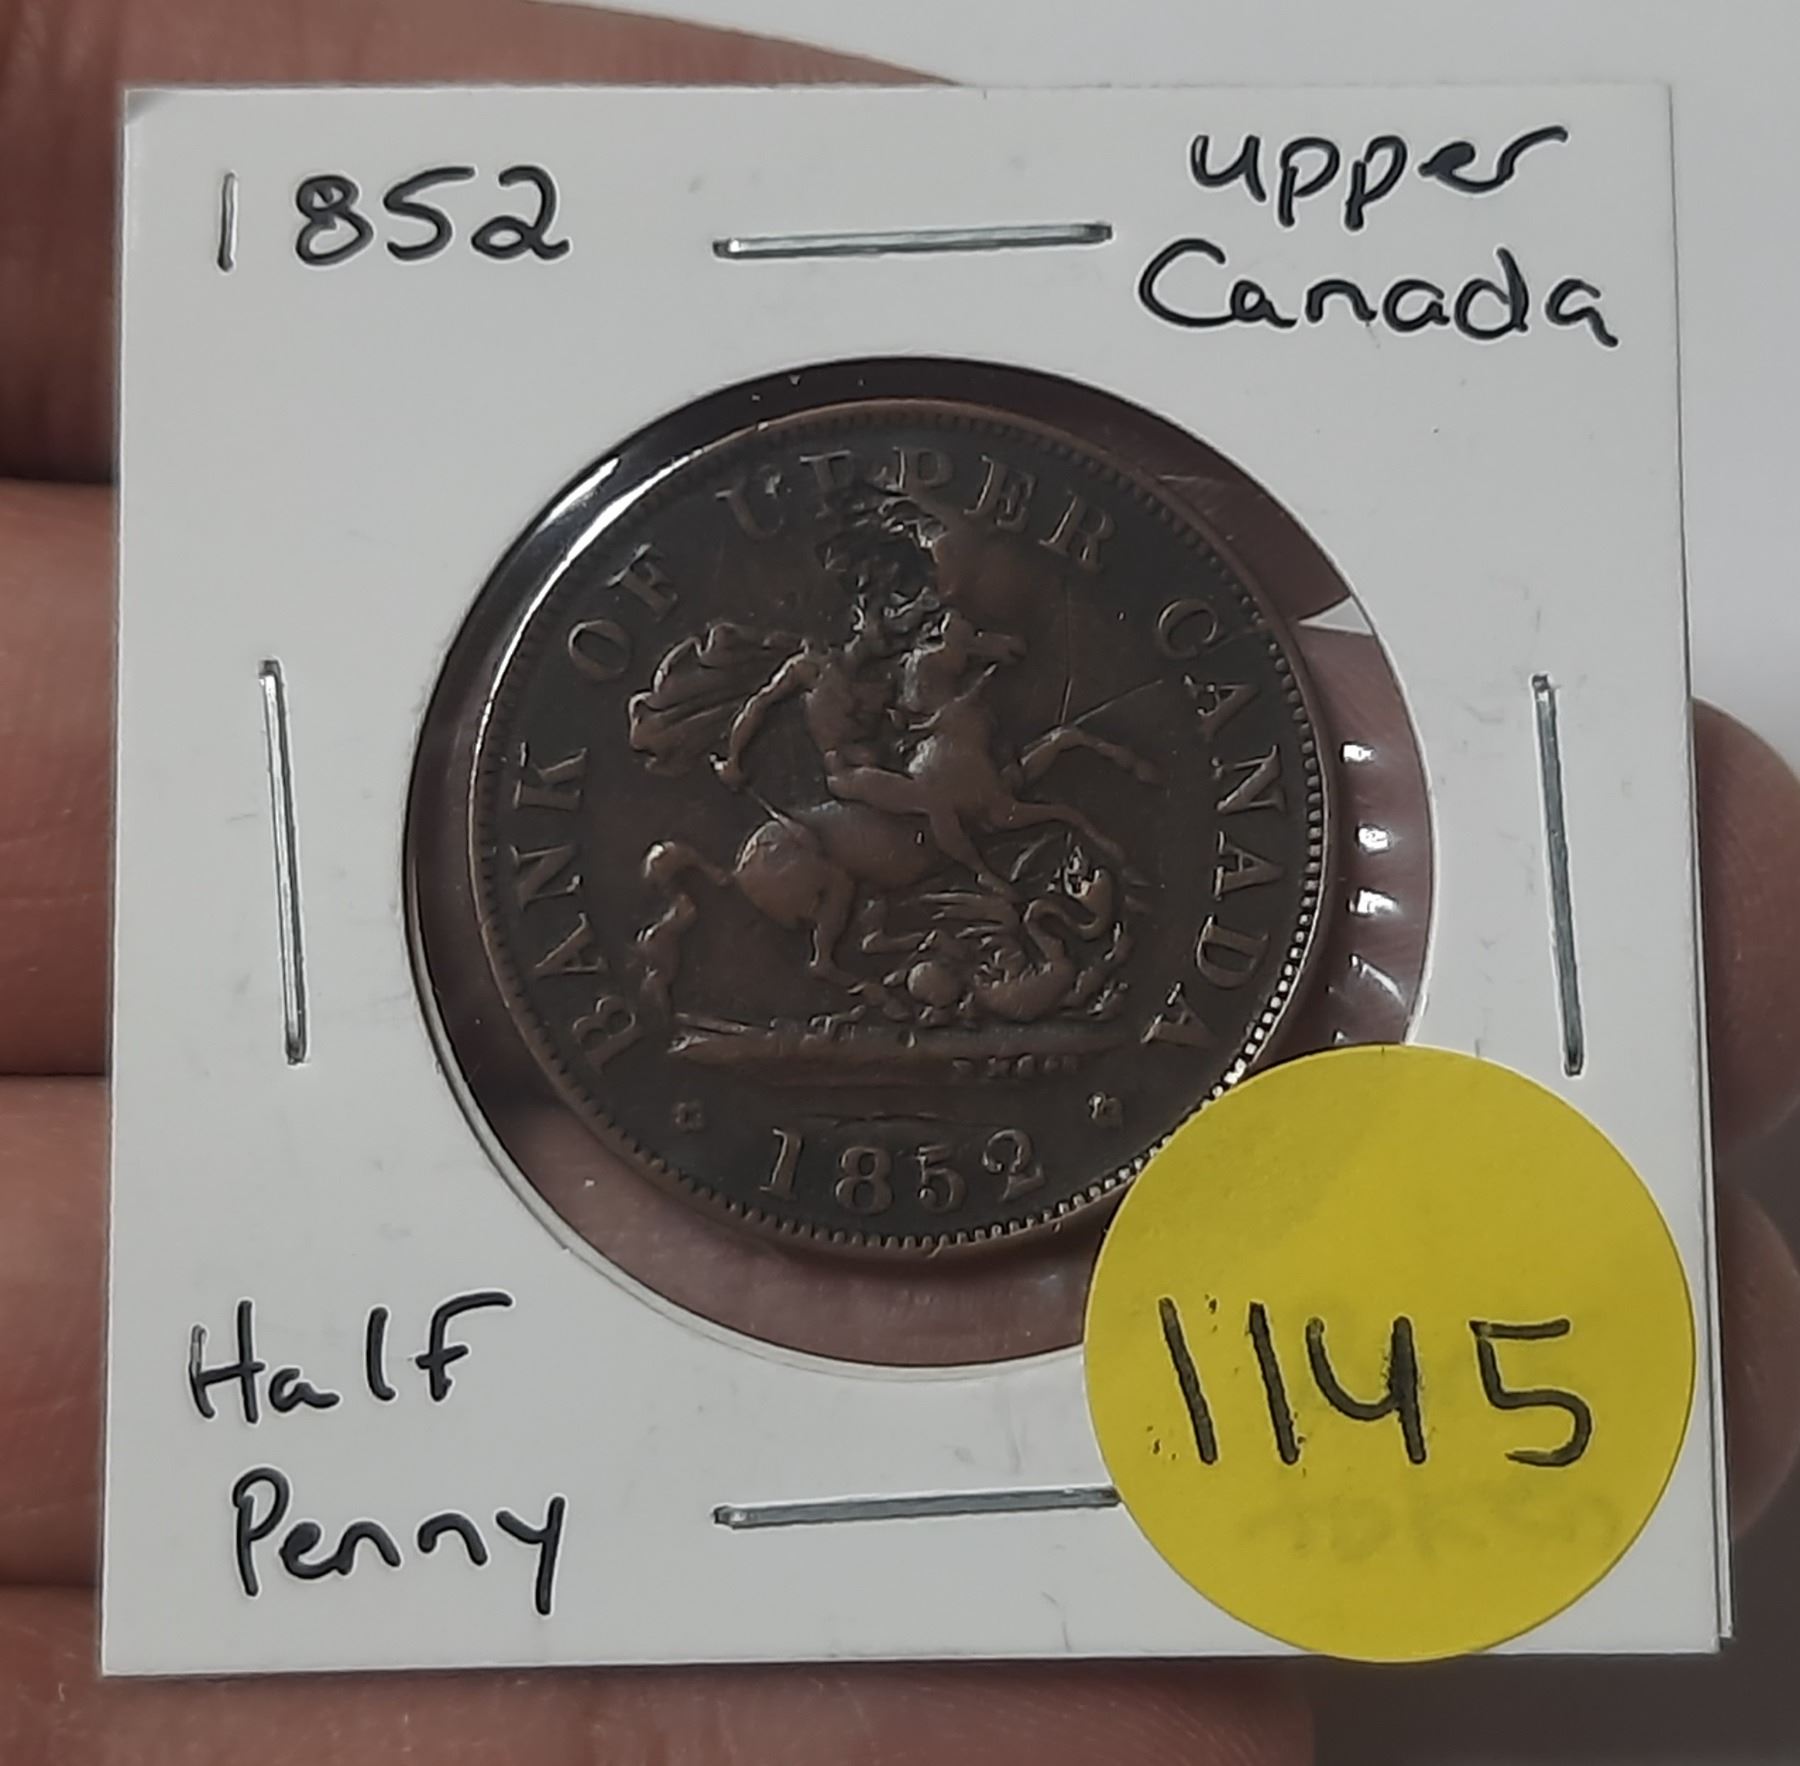 1852
Upper
Canada
BANK OF UPPER CANADA
1852
Half
Penny
1145